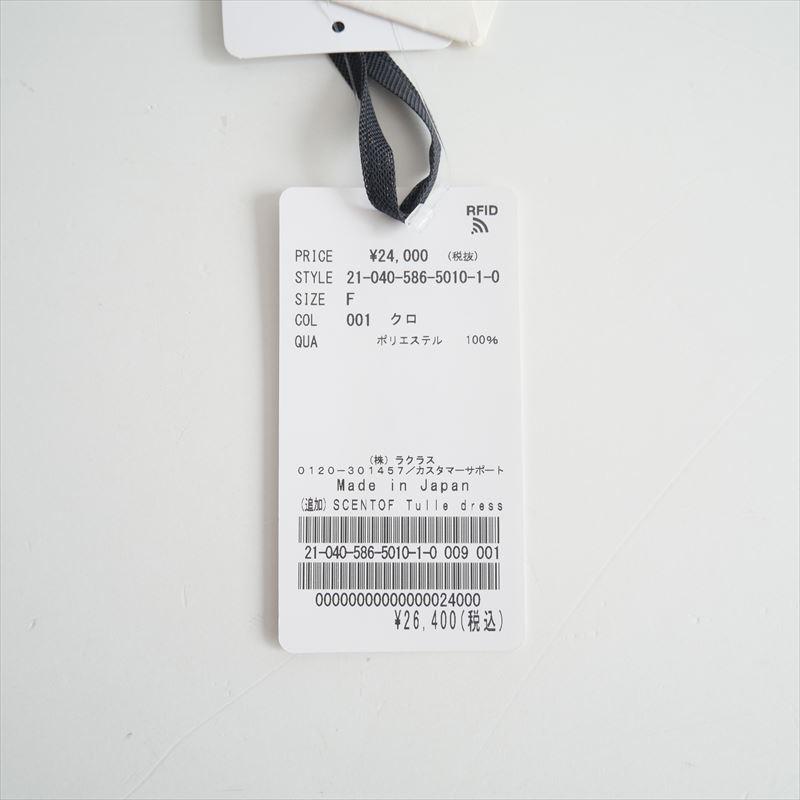 RFID
PRICE ¥24,000 (税抜)
STYLE 21-040-586-5010-1-0
SIZE F
COL 001 クロ
QUA ポリエステル 100%
(株) ラクラス
0120-301457/カスタマーサポート
Made in Japan
(追加) SCENTOF Tulle dress
21-040-586-5010-1-0 009 001
00000000000000024000
¥26,400(税込)